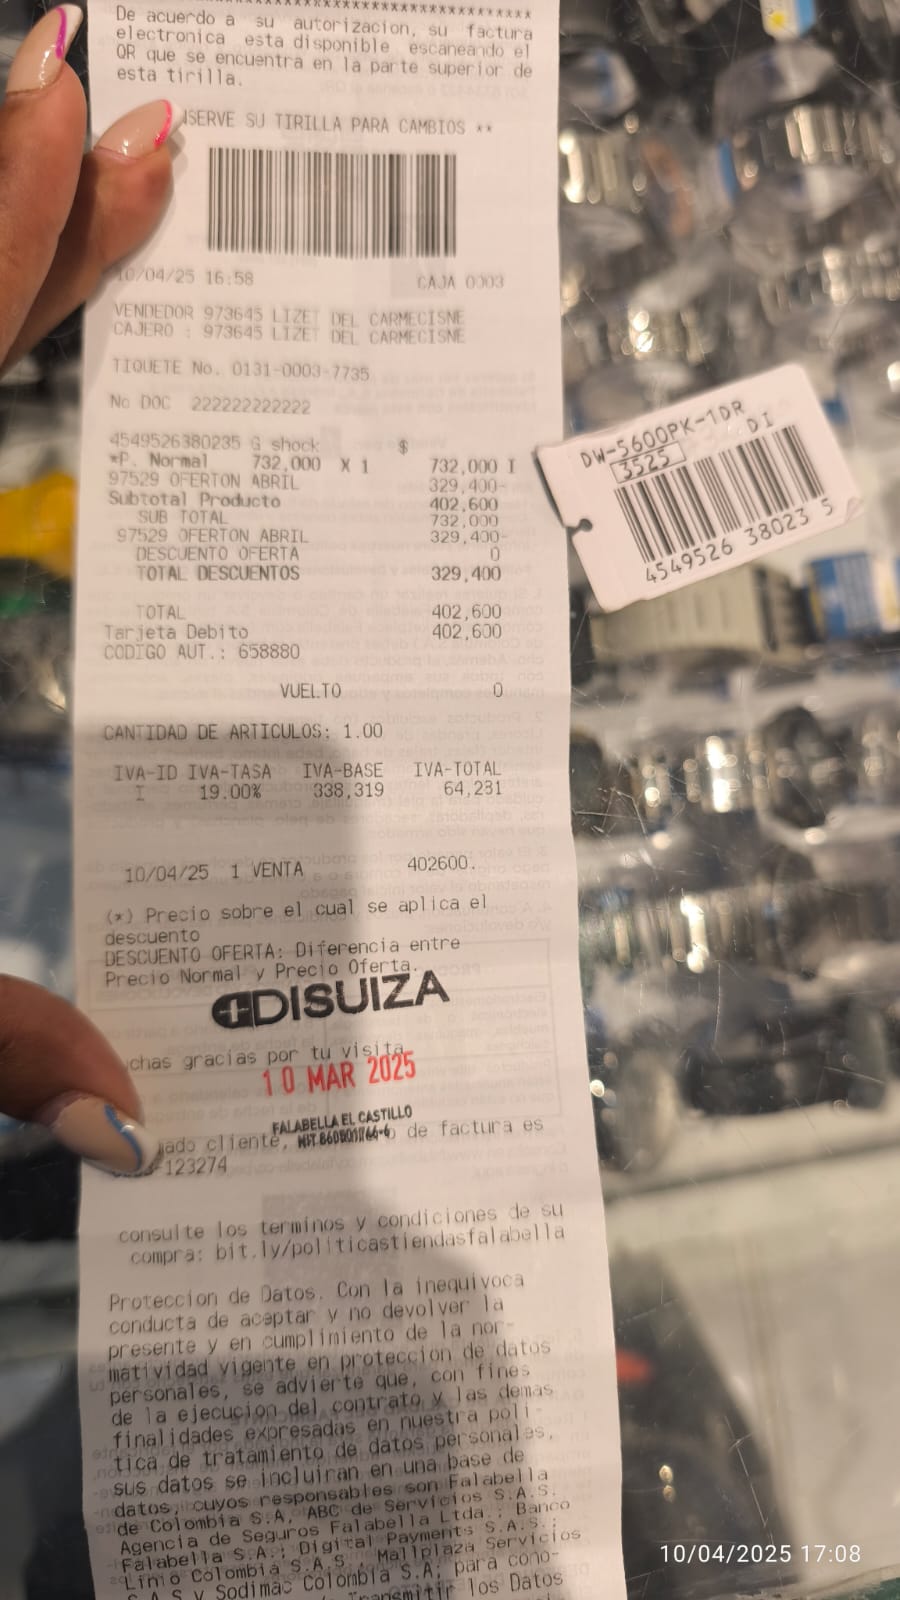 De acuerdo a su autorizacion, su factura
electronica esta disponible escaneando el
QR que se encuentra en la parte superior de
esta tirilla.
SERVE SU TIRILLA PARA CAMBIOS **
10/04/25 16:58 CAJA 0003
VENDEDOR 973645 LIZET DEL CARMECISNE
CAJERO : 973645 LIZET DEL CARMECISNE
TIQUETE No. 0131-0003-7735
No DOC 222222222222
4549526380235 G shock $
*P. Normal 732,000 X 1 732,000 I
97529 OFERTON ABRIL 329,400-
Subtotal Producto 402,600
SUB TOTAL 732,000
97529 OFERTON ABRIL 329,400-
DESCUENTO OFERTA 0
TOTAL DESCUENTOS 329,400
TOTAL 402,600
Tarjeta Debito 402,600
CODIGO AUT.: 658880
VUELTO 0
CANTIDAD DE ARTICULOS: 1.00
IVA-ID IVA-TASA IVA-BASE IVA-TOTAL
I 19.00% 338,319 64,281
10/04/25 1 VENTA 402600.
(*) Precio sobre el cual se aplica el
descuento
DESCUENTO OFERTA: Diferencia entre
Precio Normal y Precio Oferta.
DISUIZA
chas gracias por tu visita
10 MAR 2025
FALABELLA EL CASTILLO
ado cliente, de factura es
-123274
consulte los terminos y condiciones de su
compra: bit.ly/politicastiendasfalabella
Proteccion de Datos. Con la inequivoca
conducta de aceptar y no devolver la
presente y en cumplimiento de la nor-
matividad vigente en proteccion de datos
personales, se advierte que, con fines
de la ejecucion del contrato y las demas
finalidades expresadas en nuestra poli-
tica de tratamiento de datos personales,
sus datos se incluiran en una base de
datos, cuyos responsables son Falabella
de Colombia S.A, ABC de Servicios S.A.S.
Agencia de Seguros Falabella Ltda.; Banco
Falabella S.A.; Digital Payments S.A.S.;
Linio Colombia S.A.S., Mallplaza Servicios
S.A.S y Sodimac Colombia S.A; para cono-
los Datos
DW-5600PK-1DR
3525 DI
4549526 38023 5
10/04/2025 17:08